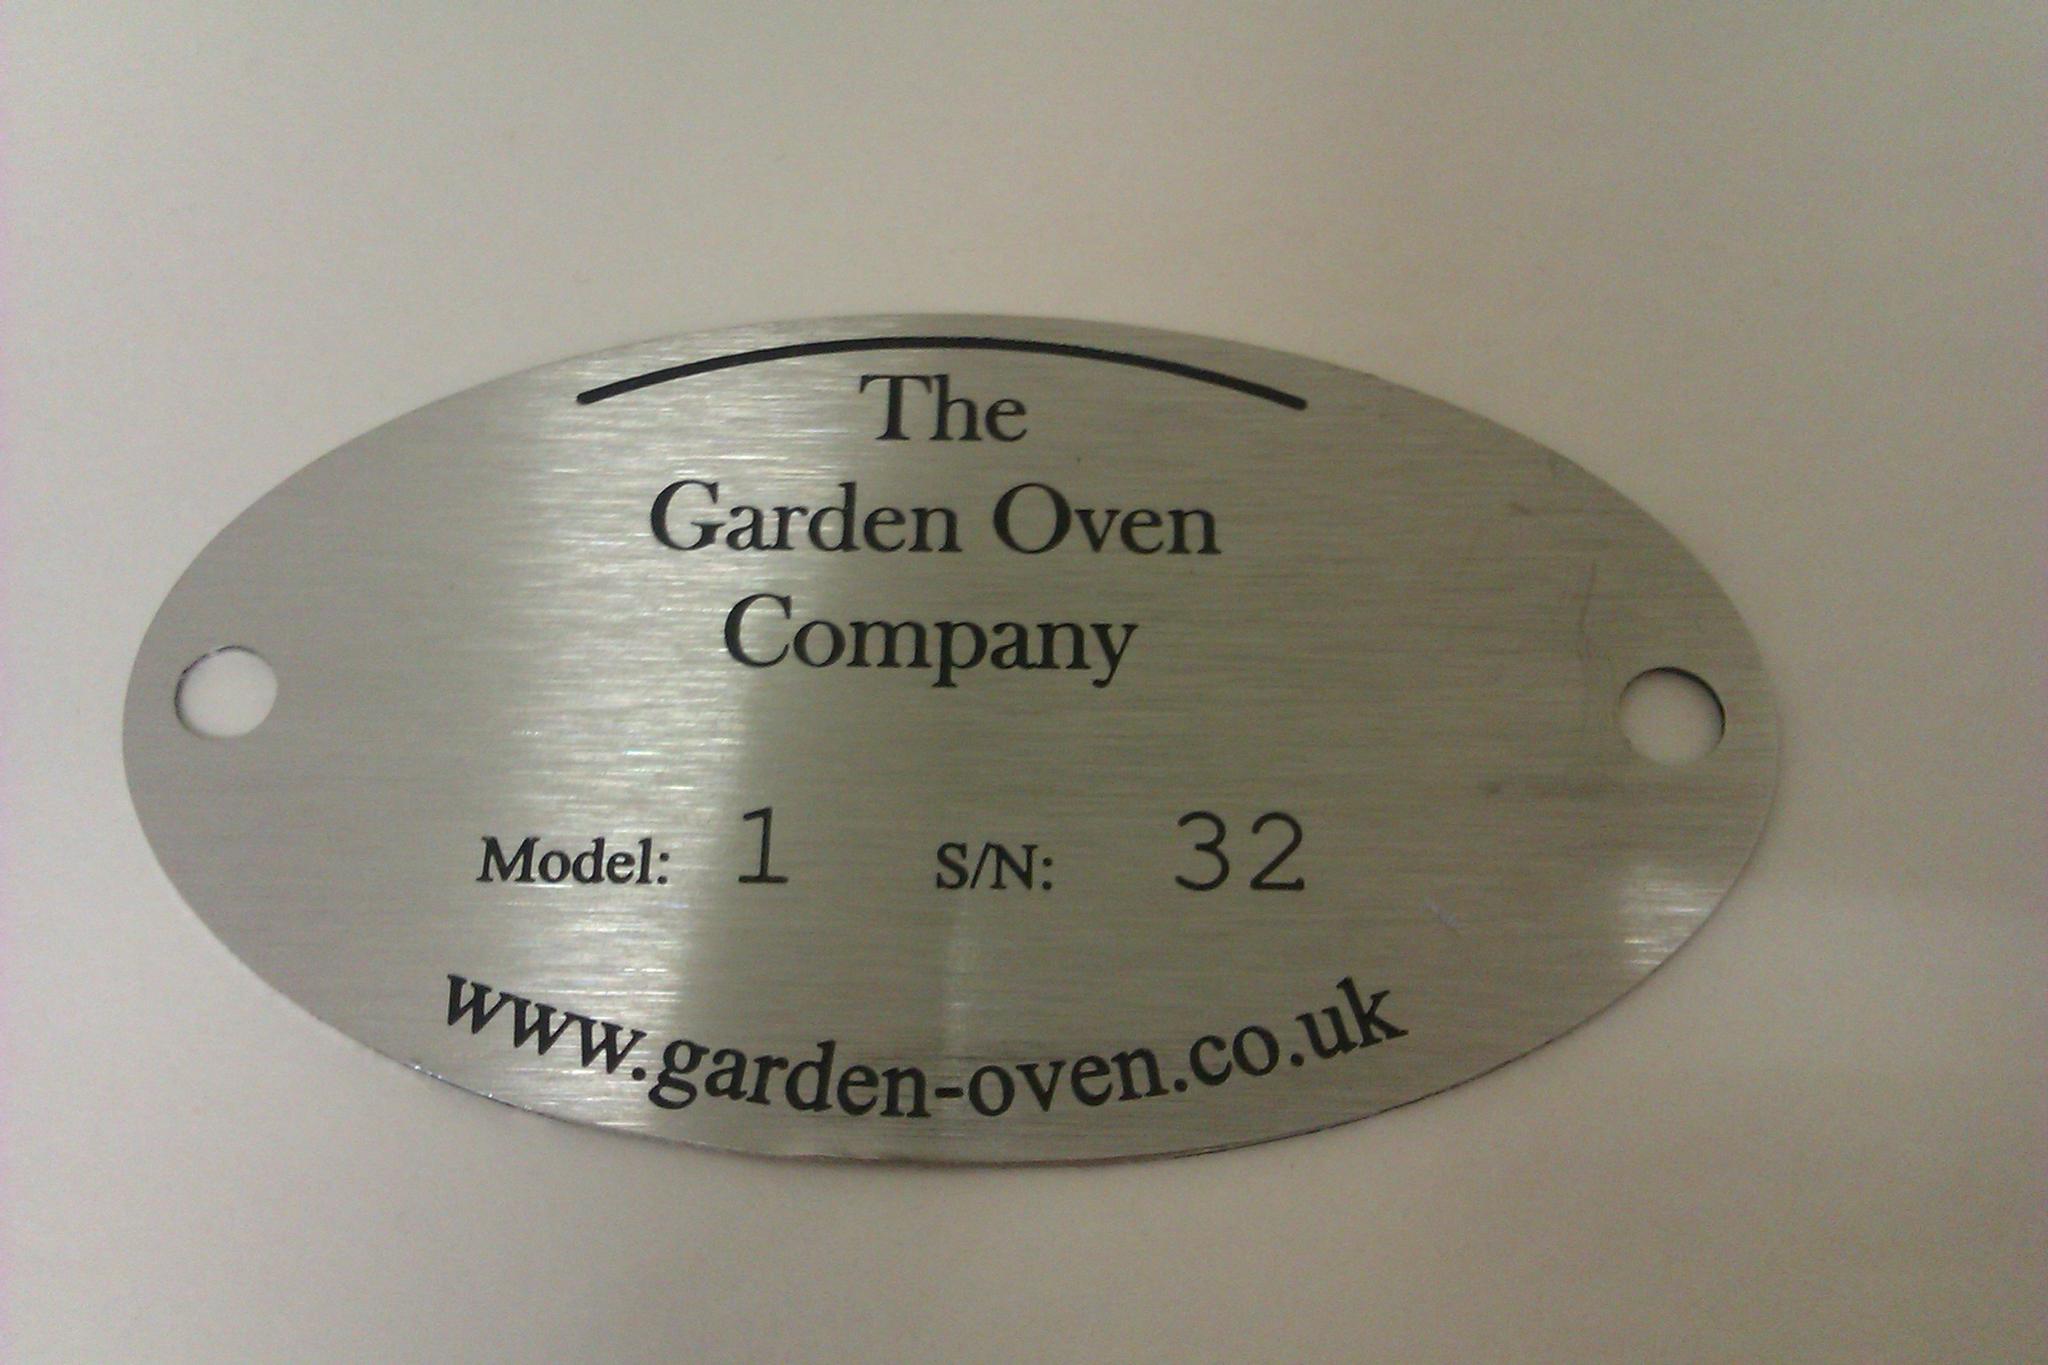 The
Garden Oven
Company
Model: 1 S/N: 32
www.garden-oven.co.uk